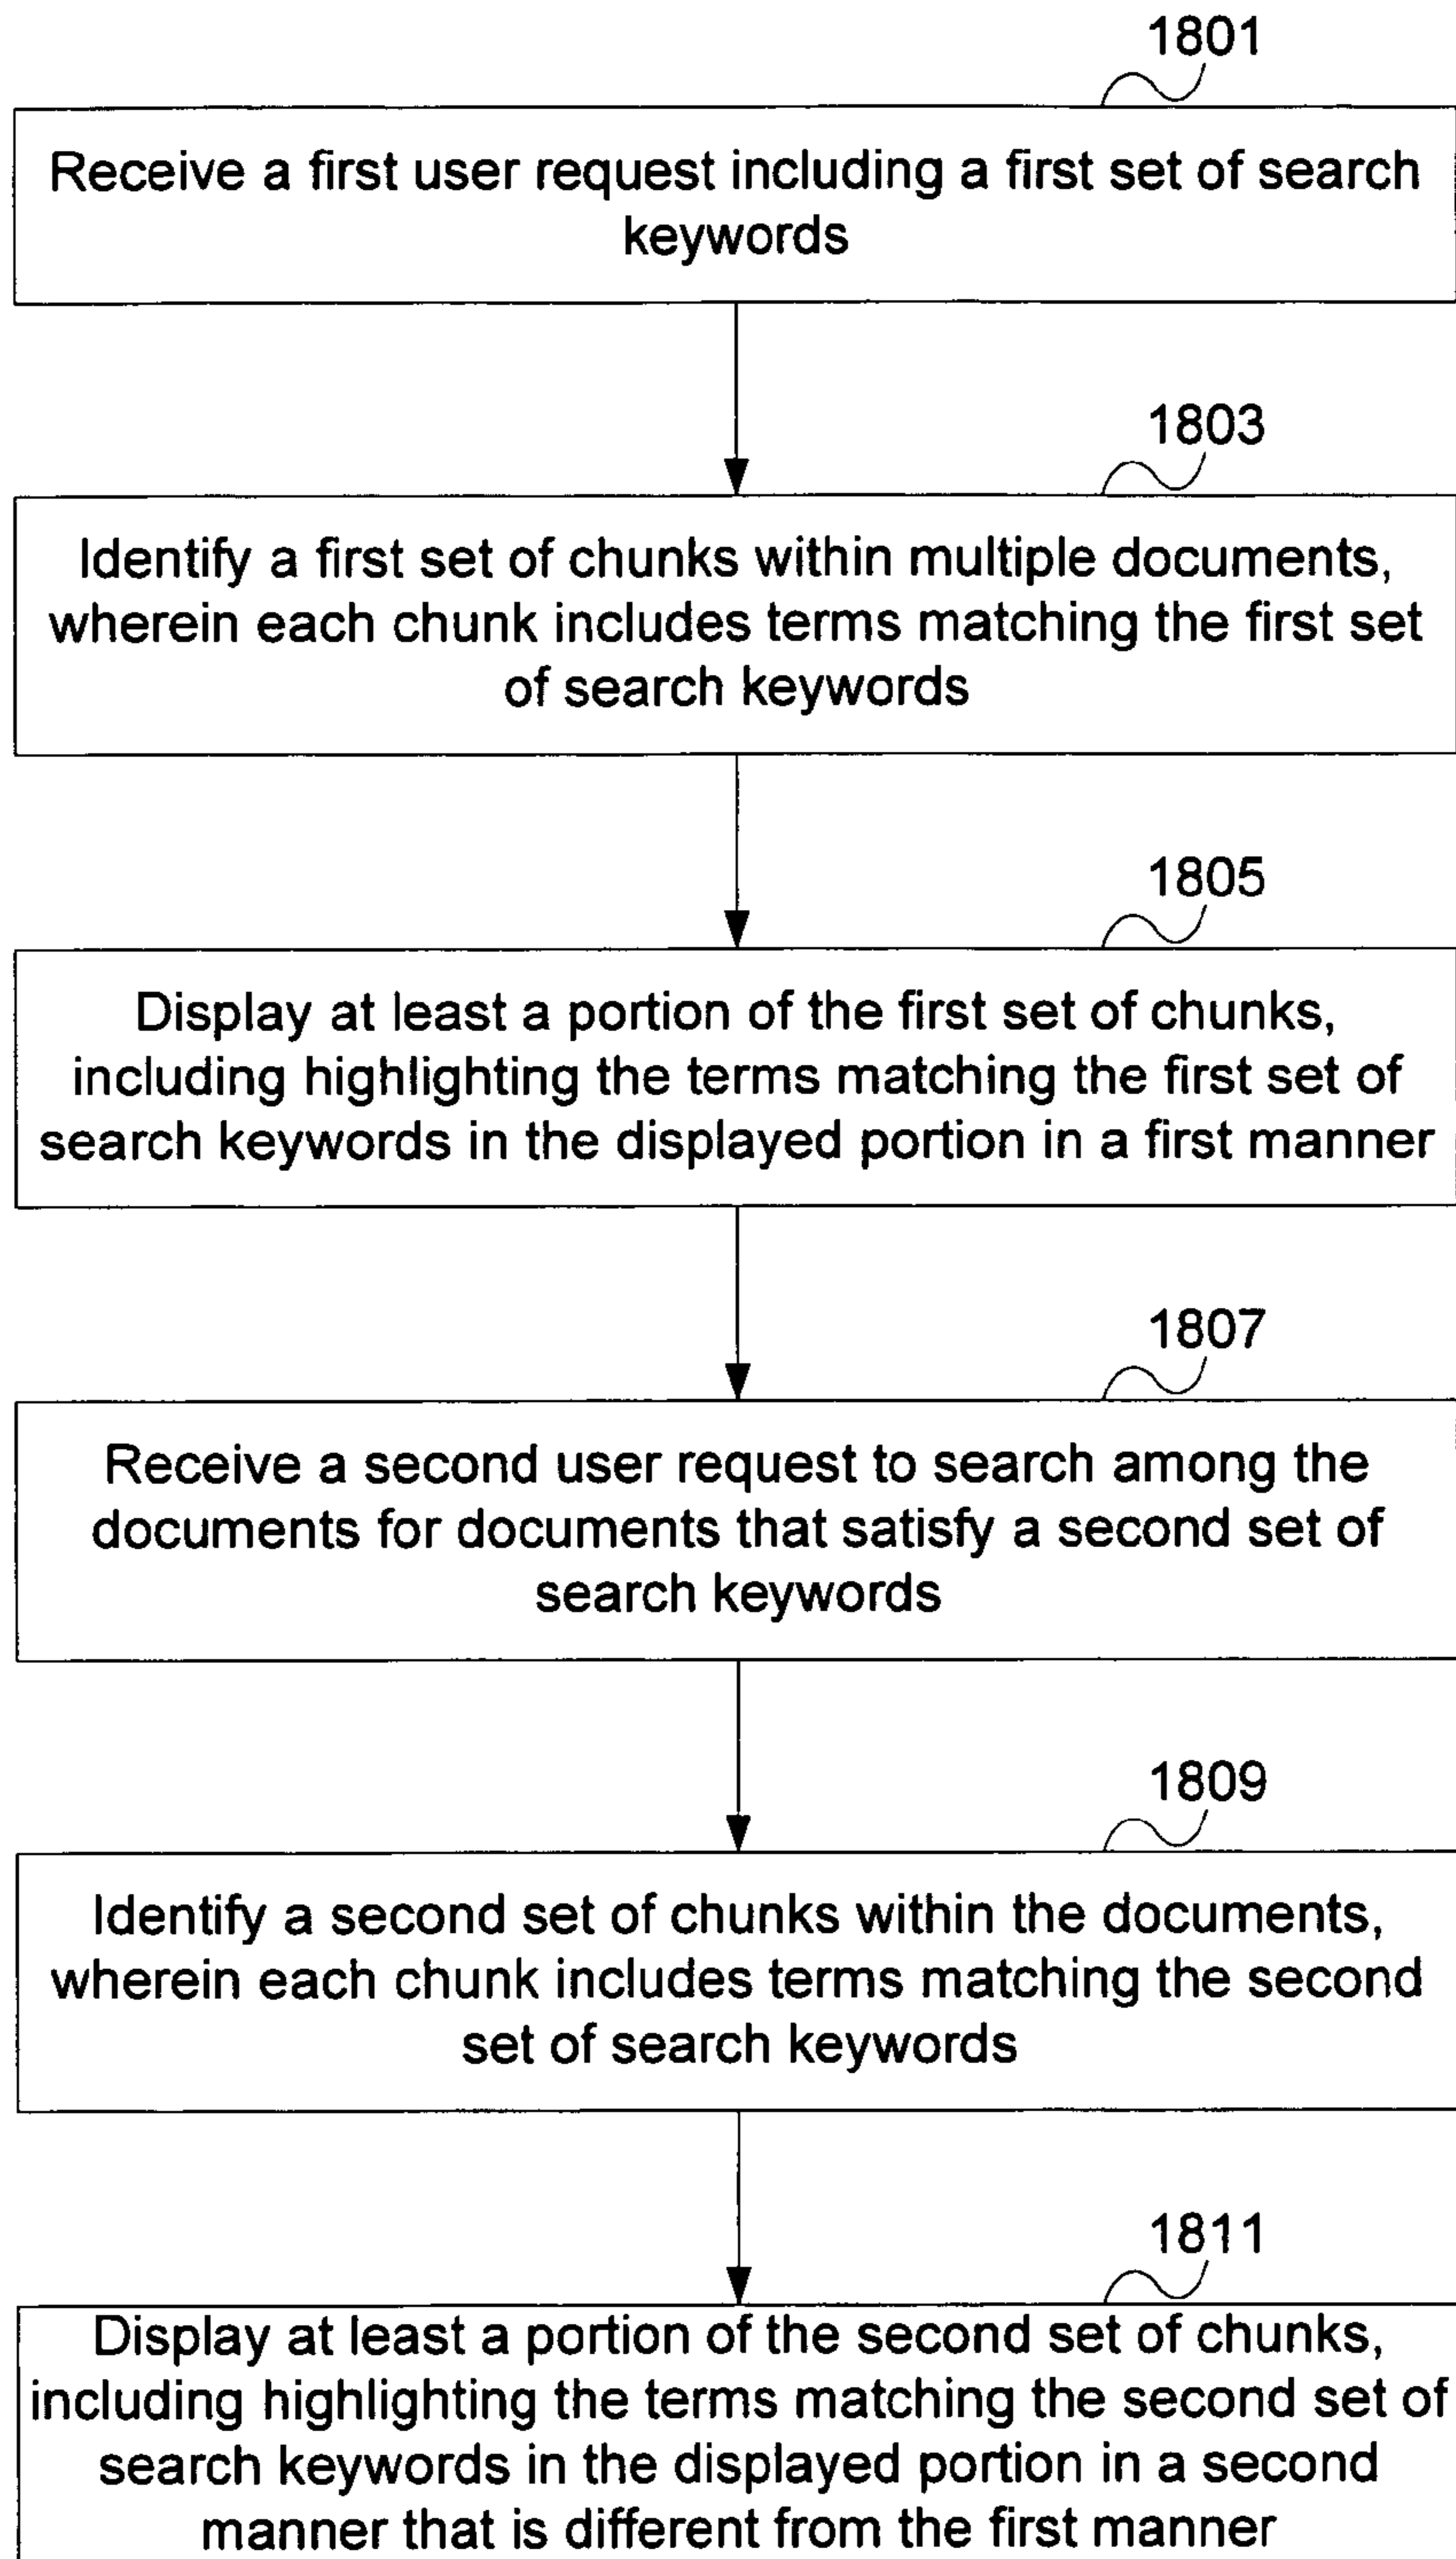 1801
Receive a first user request including a first set of search
keywords
1803
Identify a first set of chunks within multiple documents,
wherein each chunk includes terms matching the first set
of search keywords
1805
Display at least a portion of the first set of chunks,
including highlighting the terms matching the first set of
search keywords in the displayed portion in a first manner
1807
Receive a second user request to search among the
documents for documents that satisfy a second set of
search keywords
1809
Identify a second set of chunks within the documents,
wherein each chunk includes terms matching the second
set of search keywords
1811
Display at least a portion of the second set of chunks,
including highlighting the terms matching the second set of
search keywords in the displayed portion in a second
manner that is different from the first manner